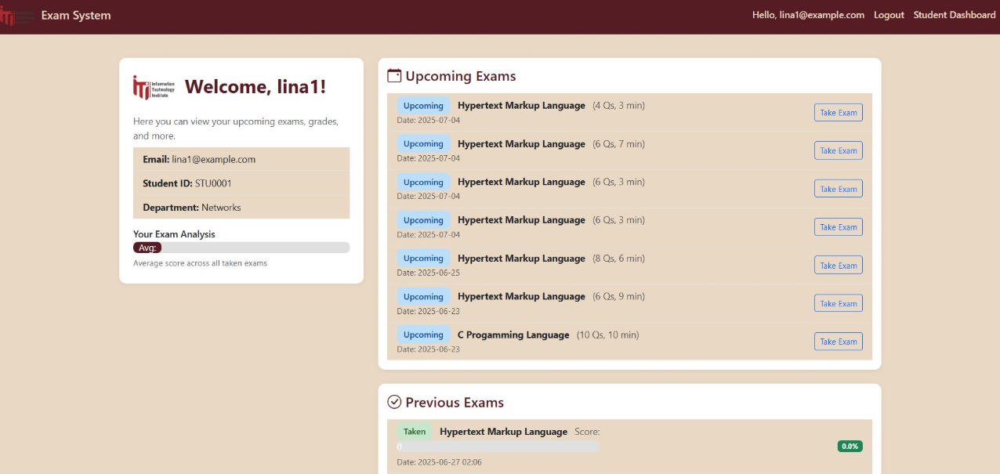 Exam System
Hello, lina1@example.com Logout Student Dashboard
iTi Information
Technology
Institute
Welcome, lina1!
Here you can view your upcoming exams, grades,
and more.
Email: lina1@example.com
Student ID: STU0001
Department: Networks
Your Exam Analysis
Avg:
Average score across all taken exams
Upcoming Exams
Upcoming Hypertext Markup Language (4 Qs, 3 min)
Date: 2025-07-04
Take Exam
Upcoming Hypertext Markup Language (6 Qs, 7 min)
Date: 2025-07-04
Take Exam
Upcoming Hypertext Markup Language (6 Qs, 3 min)
Date: 2025-07-04
Take Exam
Upcoming Hypertext Markup Language (6 Qs, 3 min)
Date: 2025-07-04
Take Exam
Upcoming Hypertext Markup Language (8 Qs, 6 min)
Date: 2025-06-25
Take Exam
Upcoming Hypertext Markup Language (6 Qs, 9 min)
Date: 2025-06-23
Take Exam
Upcoming C Progamming Language (10 Qs, 10 min)
Date: 2025-06-23
Take Exam
Previous Exams
Taken Hypertext Markup Language Score:
0
0.0%
Date: 2025-06-27 02:06